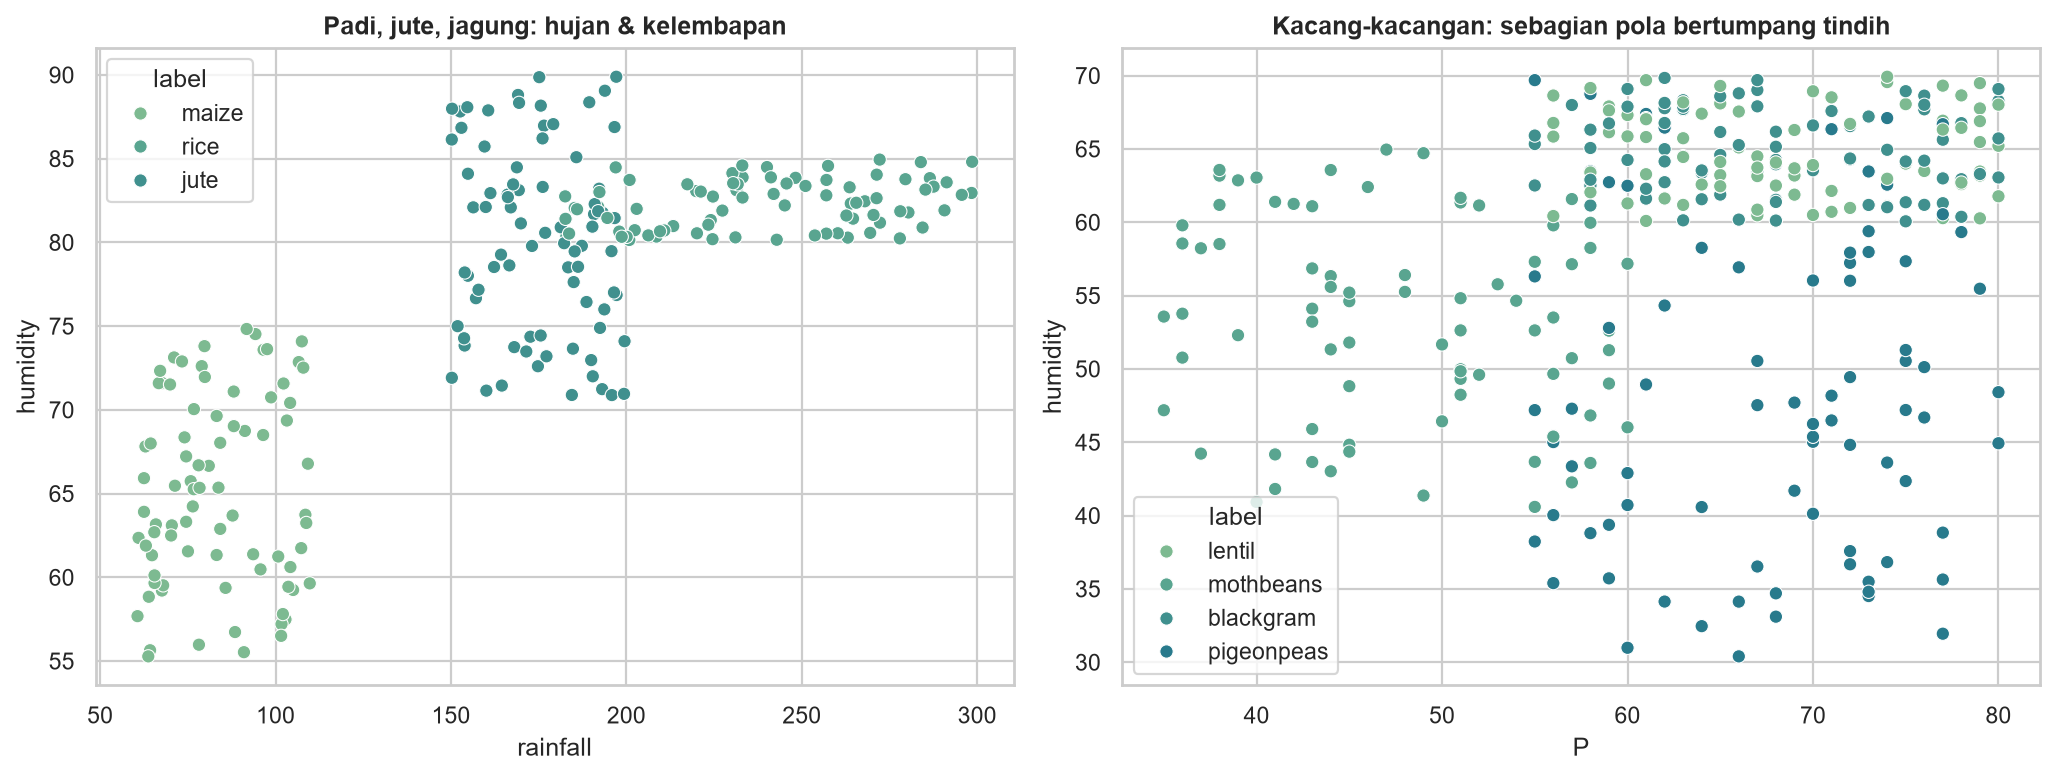 Padi, jute, jagung: hujan & kelembapan
label
maize
rice
jute
90
85
80
75
70
65
60
55
humidity
50
100
150
200
250
300
rainfall
Kacang-kacangan: sebagian pola bertumpang tindih
70
65
60
55
50
45
40
35
30
humidity
label
lentil
mothbeans
blackgram
pigeonpeas
40
50
60
70
80
P